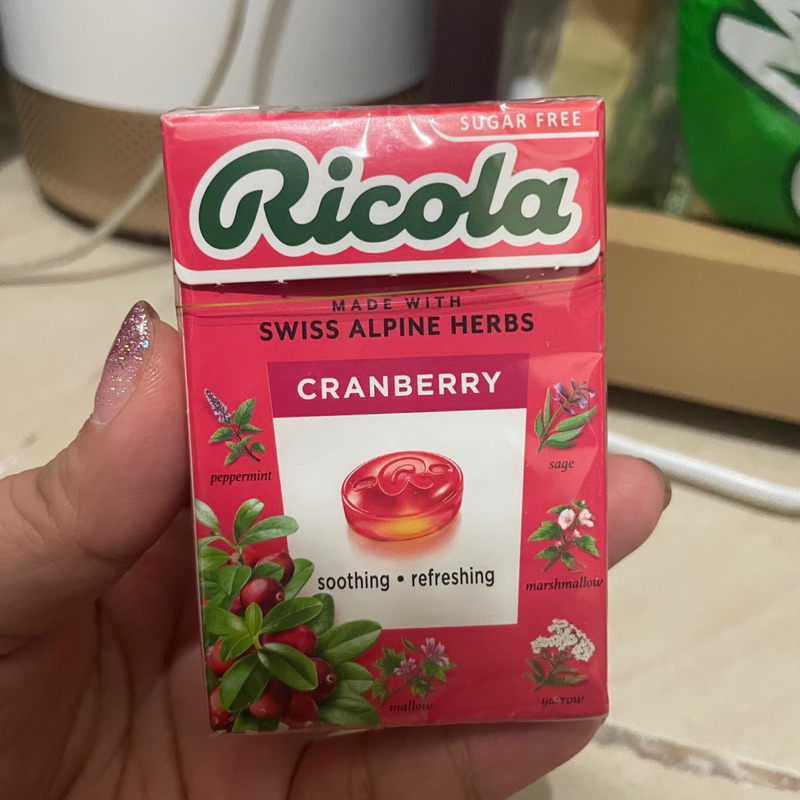 SUGAR FREE
Ricola
MADE WITH
SWISS ALPINE HERBS
CRANBERRY
peppermint
sage
marshmallow
soothing • refreshing
mallow
yarrow